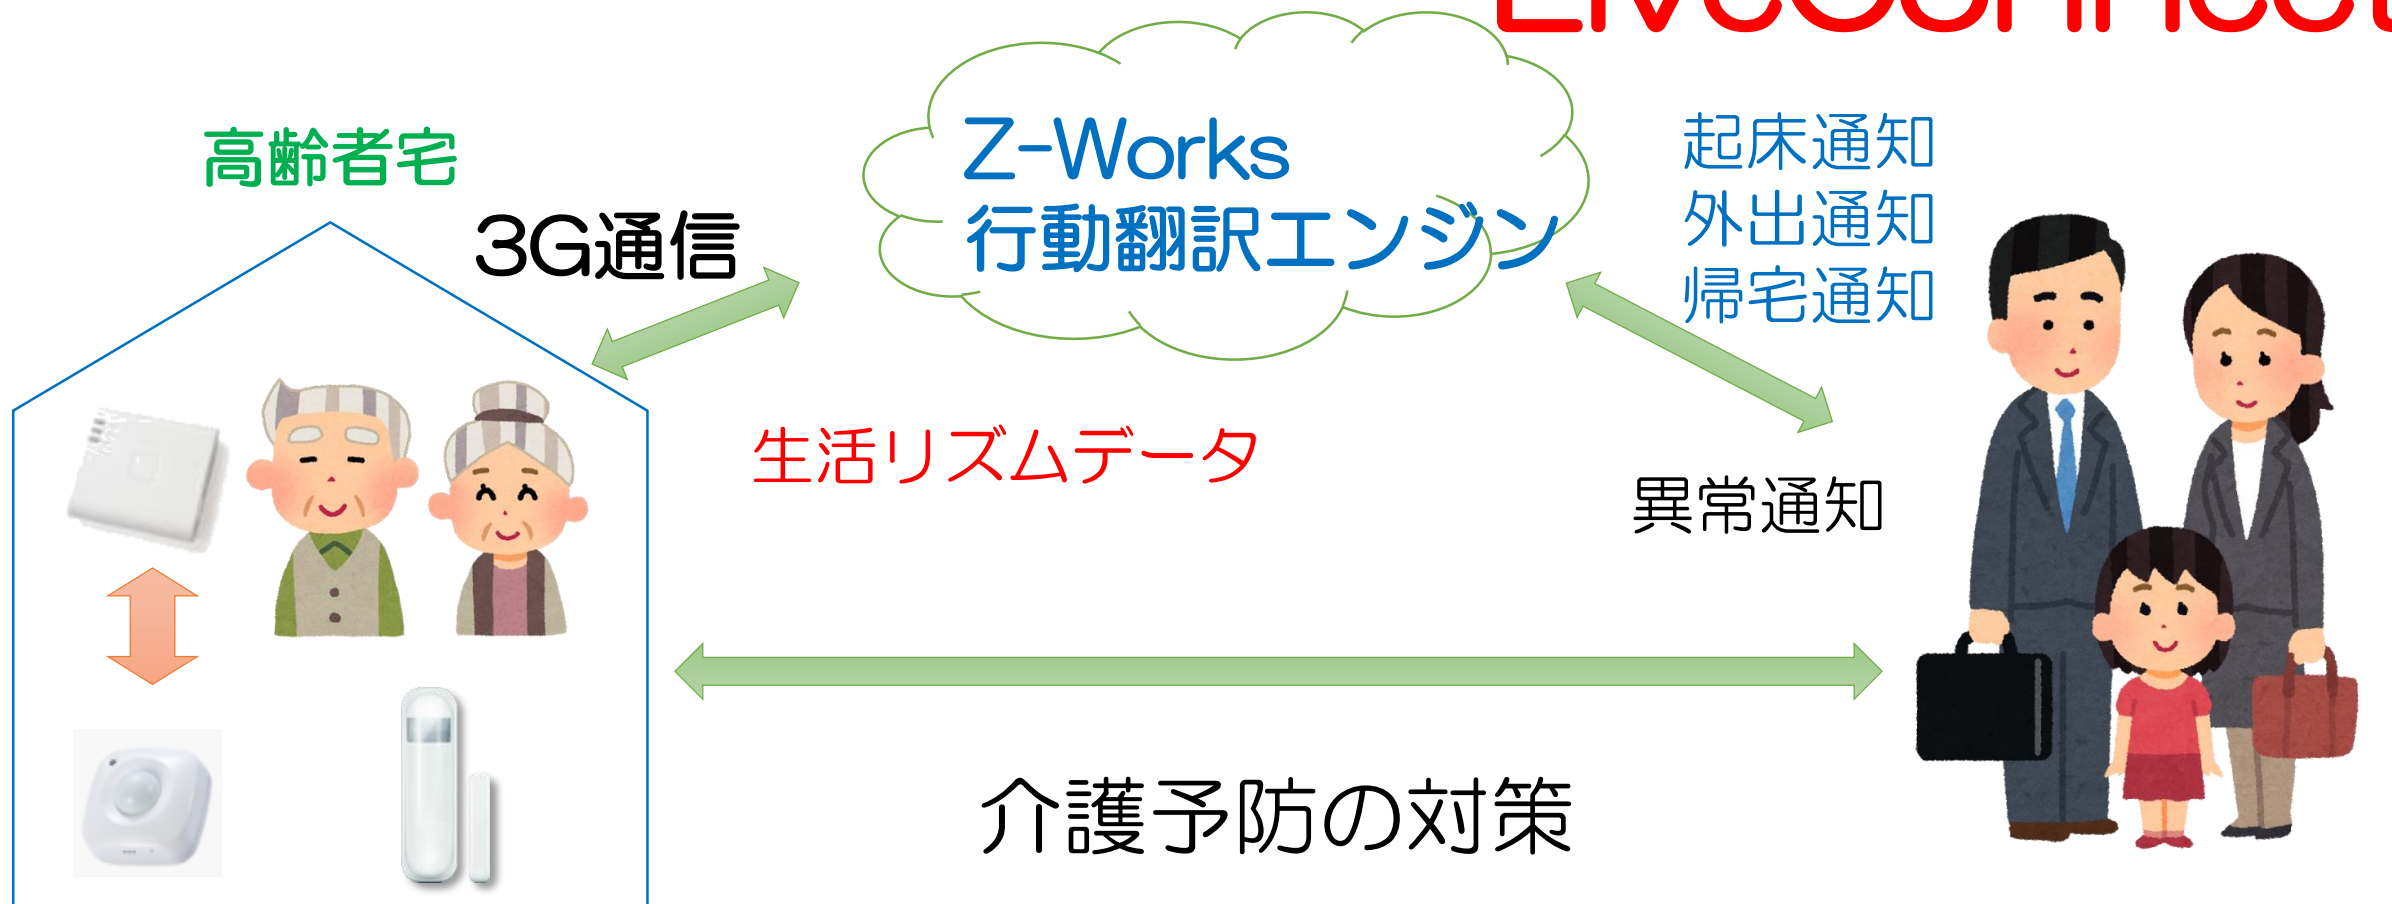 LiveConnect
高齢者宅
3G通信
Z-Works
行動翻訳エンジン
起床通知
外出通知
帰宅通知
生活リズムデータ
異常通知
介護予防の対策